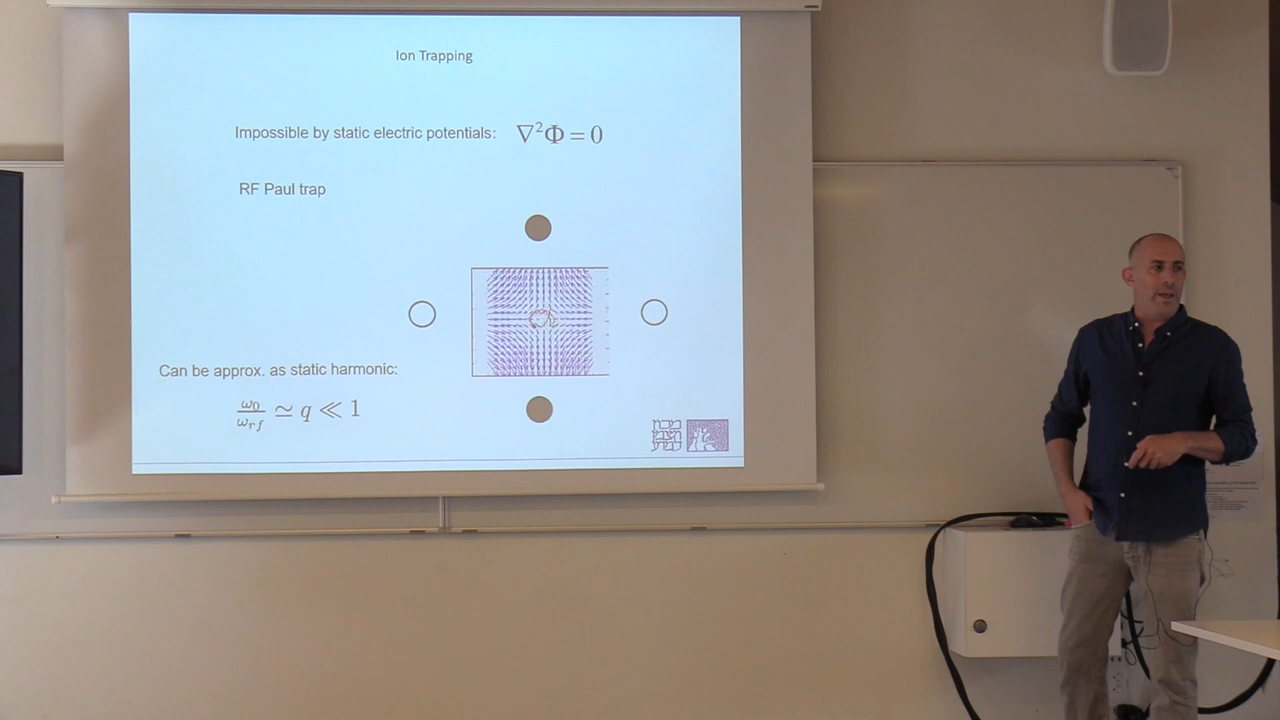 Ion Trapping
Impossible by static electric potentials: ∇²Φ = 0
RF Paul trap
Can be approx. as static harmonic:
ω₀/ω_rf ≃ q ≪ 1